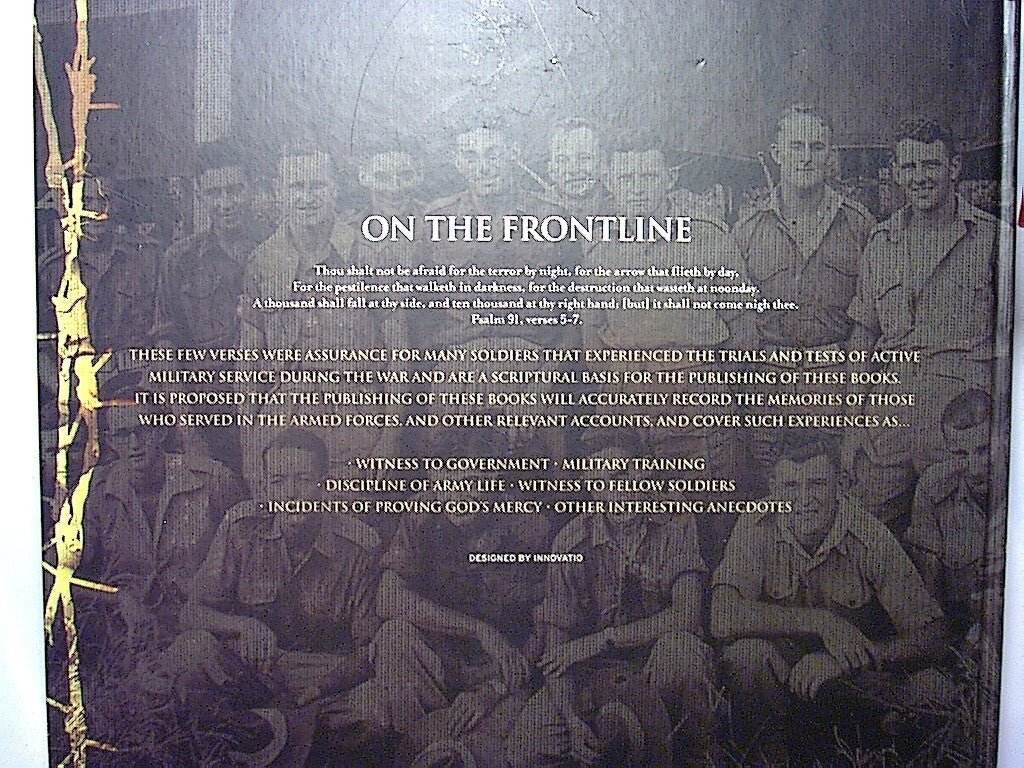 ON THE FRONTLINE
Thou shalt not be afraid for the terror by night, for the arrow that flieth by day,
For the pestilence that walketh in darkness, for the destruction that wasteth at noonday.
A thousand shall fall at thy side, and ten thousand at thy right hand; [but] it shall not come nigh thee.
Psalm 91, verses 5-7.
THESE FEW VERSES WERE ASSURANCE FOR MANY SOLDIERS THAT EXPERIENCED THE TRIALS AND TESTS OF ACTIVE
MILITARY SERVICE DURING THE WAR AND ARE A SCRIPTURAL BASIS FOR THE PUBLISHING OF THESE BOOKS.
IT IS PROPOSED THAT THE PUBLISHING OF THESE BOOKS WILL ACCURATELY RECORD THE MEMORIES OF THOSE
WHO SERVED IN THE ARMED FORCES, AND OTHER RELEVANT ACCOUNTS, AND COVER SUCH EXPERIENCES AS...
· WITNESS TO GOVERNMENT · MILITARY TRAINING
· DISCIPLINE OF ARMY LIFE · WITNESS TO FELLOW SOLDIERS
· INCIDENTS OF PROVING GOD'S MERCY · OTHER INTERESTING ANECDOTES
DESIGNED BY INNOVATIO